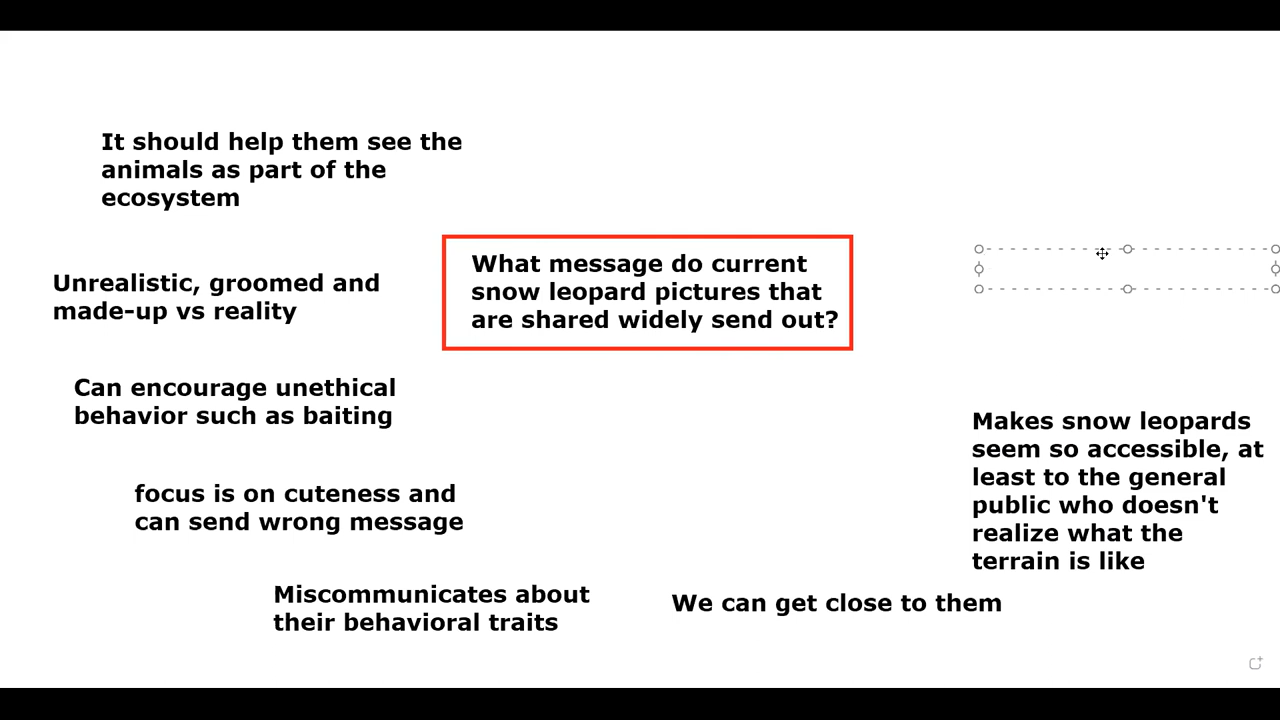 It should help them see the
animals as part of the
ecosystem
What message do current
snow leopard pictures that
are shared widely send out?
Unrealistic, groomed and
made-up vs reality
Can encourage unethical
behavior such as baiting
Makes snow leopards
seem so accessible, at
least to the general
public who doesn't
realize what the
terrain is like
focus is on cuteness and
can send wrong message
Miscommunicates about
their behavioral traits
We can get close to them